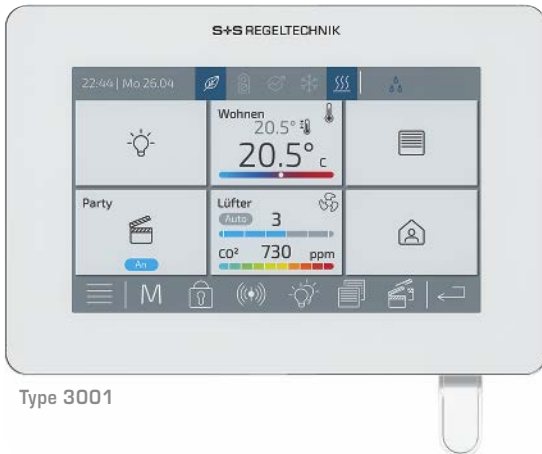 S+S REGELTECHNIK
22:44 | Mo.26.04
Wohnen
20.5°
20.5° c
Party
An
Lüfter
Auto 3
CO² 730 ppm
M
Type 3001